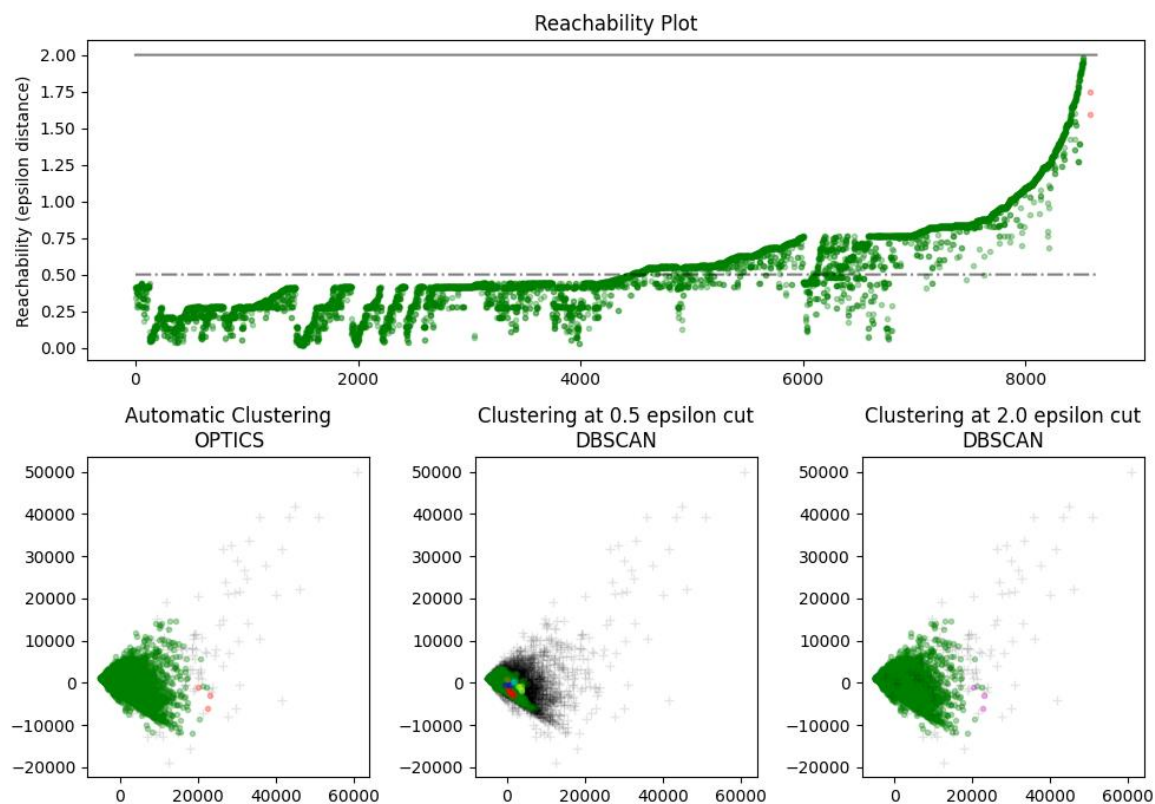 Reachability Plot
Reachability (epsilon distance)
2.00
1.75
1.50
1.25
1.00
0.75
0.50
0.25
0.00
0 2000 4000 6000 8000
Automatic Clustering
OPTICS
50000
40000
30000
20000
10000
0
−10000
−20000
0 20000 40000 60000
Clustering at 0.5 epsilon cut
DBSCAN
50000
40000
30000
20000
10000
0
−10000
−20000
0 20000 40000 60000
Clustering at 2.0 epsilon cut
DBSCAN
50000
40000
30000
20000
10000
0
−10000
−20000
0 20000 40000 60000